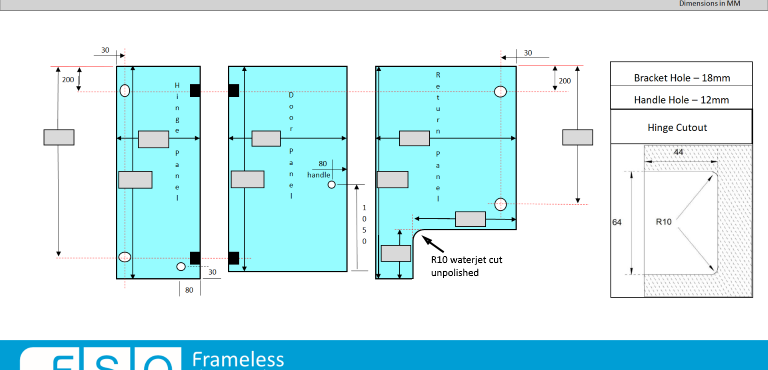 Dimensions in MM
30
200
Hinge Panel
Door Panel
80
handle
1050
Return Panel
30
200
30
80
R10 waterjet cut
unpolished
Bracket Hole – 18mm
Handle Hole – 12mm
Hinge Cutout
44
64
R10
ESO
Frameless